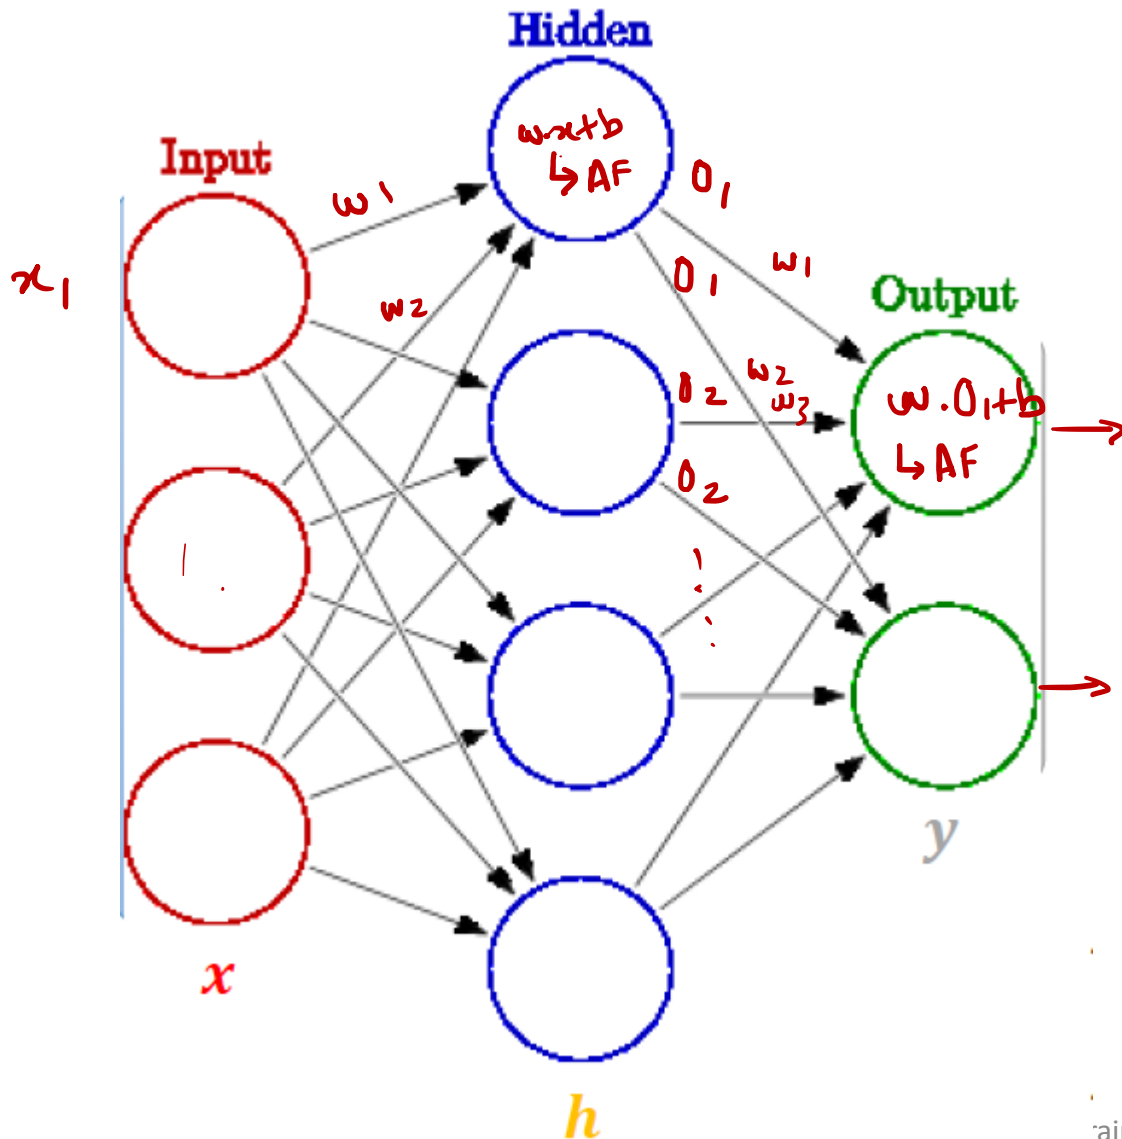 Hidden
Input
w.x+b
↳ AF
x1
w1
w2
O1
O1
w1
Output
O2
w2
w3
w.O1+b
↳ AF
O2
y
x
h